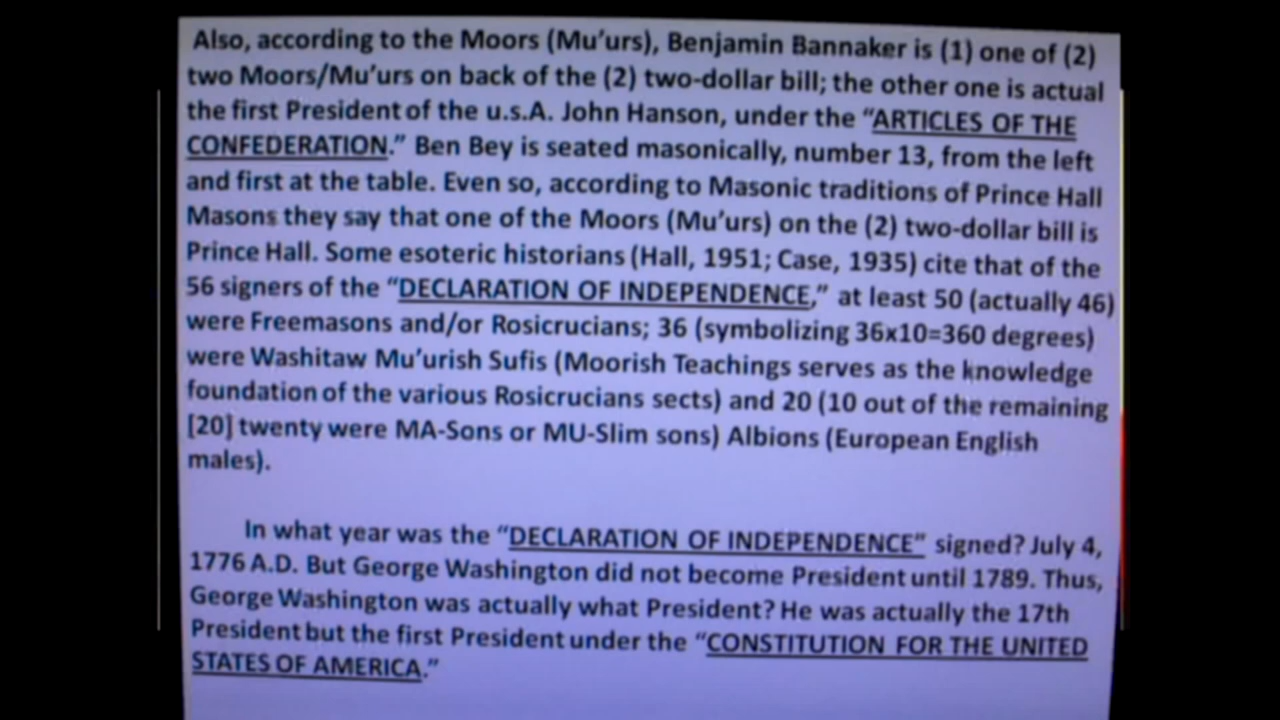 Also, according to the Moors (Mu’urs), Benjamin Bannaker is (1) one of (2)
two Moors/Mu’urs on back of the (2) two-dollar bill; the other one is actual
the first President of the u.s.A. John Hanson, under the “ARTICLES OF THE
CONFEDERATION.” Ben Bey is seated masonically, number 13, from the left
and first at the table. Even so, according to Masonic traditions of Prince Hall
Masons they say that one of the Moors (Mu’urs) on the (2) two-dollar bill is
Prince Hall. Some esoteric historians (Hall, 1951; Case, 1935) cite that of the
56 signers of the “DECLARATION OF INDEPENDENCE,” at least 50 (actually 46)
were Freemasons and/or Rosicrucians; 36 (symbolizing 36x10=360 degrees)
were Washitaw Mu’urish Sufis (Moorish Teachings serves as the knowledge
foundation of the various Rosicrucians sects) and 20 (10 out of the remaining
[20] twenty were MA-Sons or MU-Slim sons) Albions (European English
males).
In what year was the “DECLARATION OF INDEPENDENCE” signed? July 4,
1776 A.D. But George Washington did not become President until 1789. Thus,
George Washington was actually what President? He was actually the 17th
President but the first President under the “CONSTITUTION FOR THE UNITED
STATES OF AMERICA.”